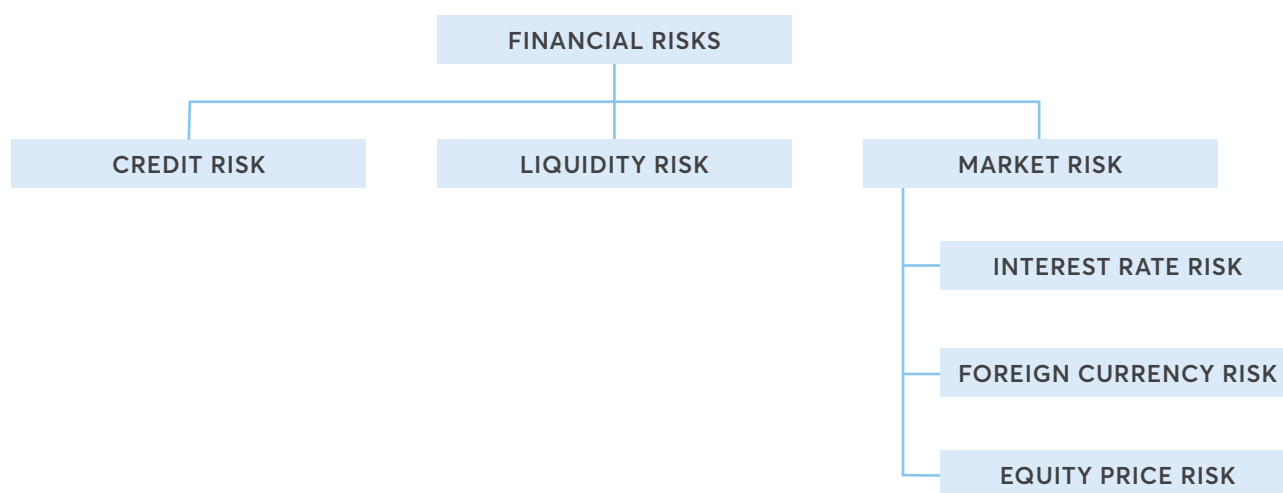 FINANCIAL RISKS
CREDIT RISK
LIQUIDITY RISK
MARKET RISK
INTEREST RATE RISK
FOREIGN CURRENCY RISK
EQUITY PRICE RISK